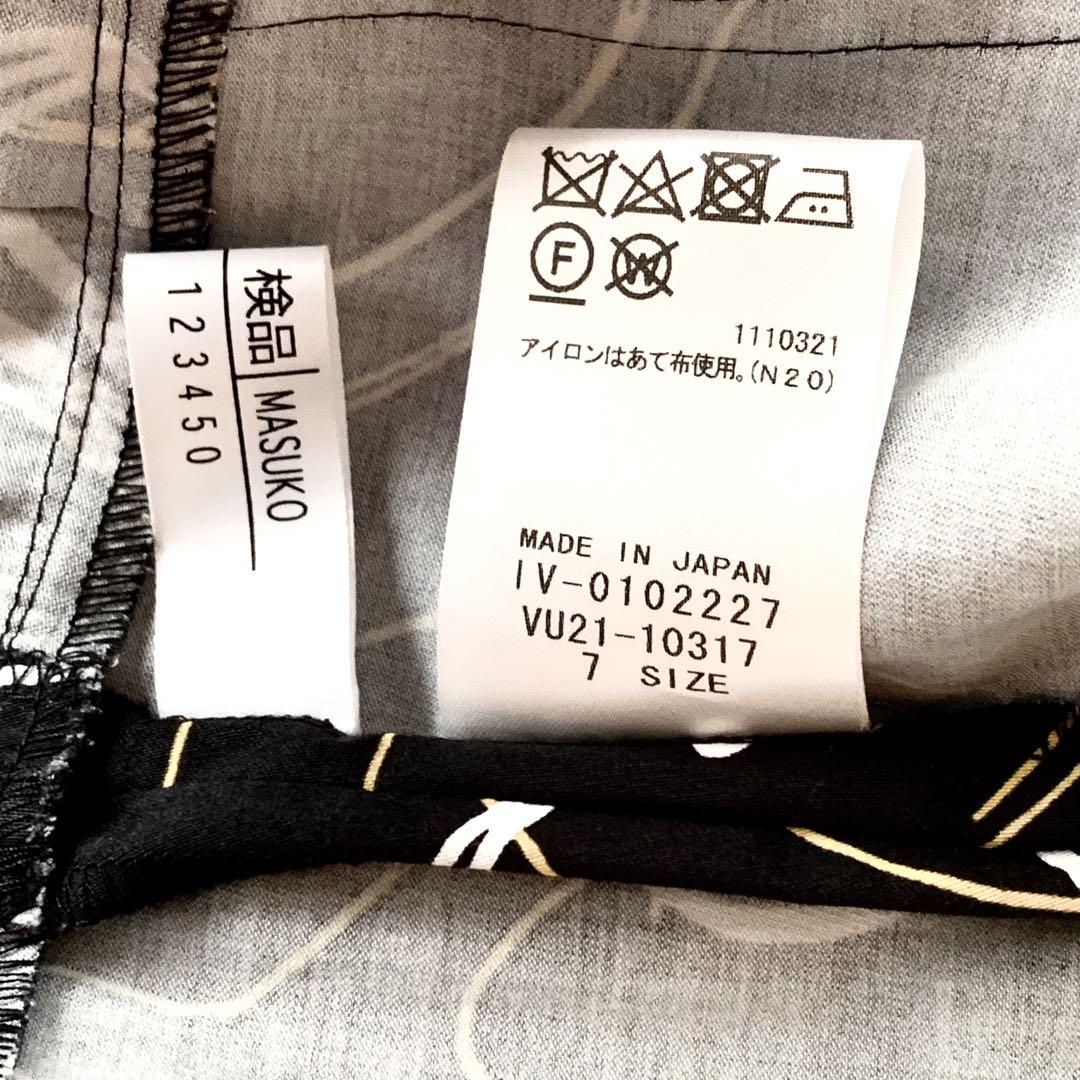 検品 MASUKO
123450
F
W
1110321
アイロンはあて布使用。(N20)
MADE IN JAPAN
IV-0102227
VU21-10317
7 SIZE